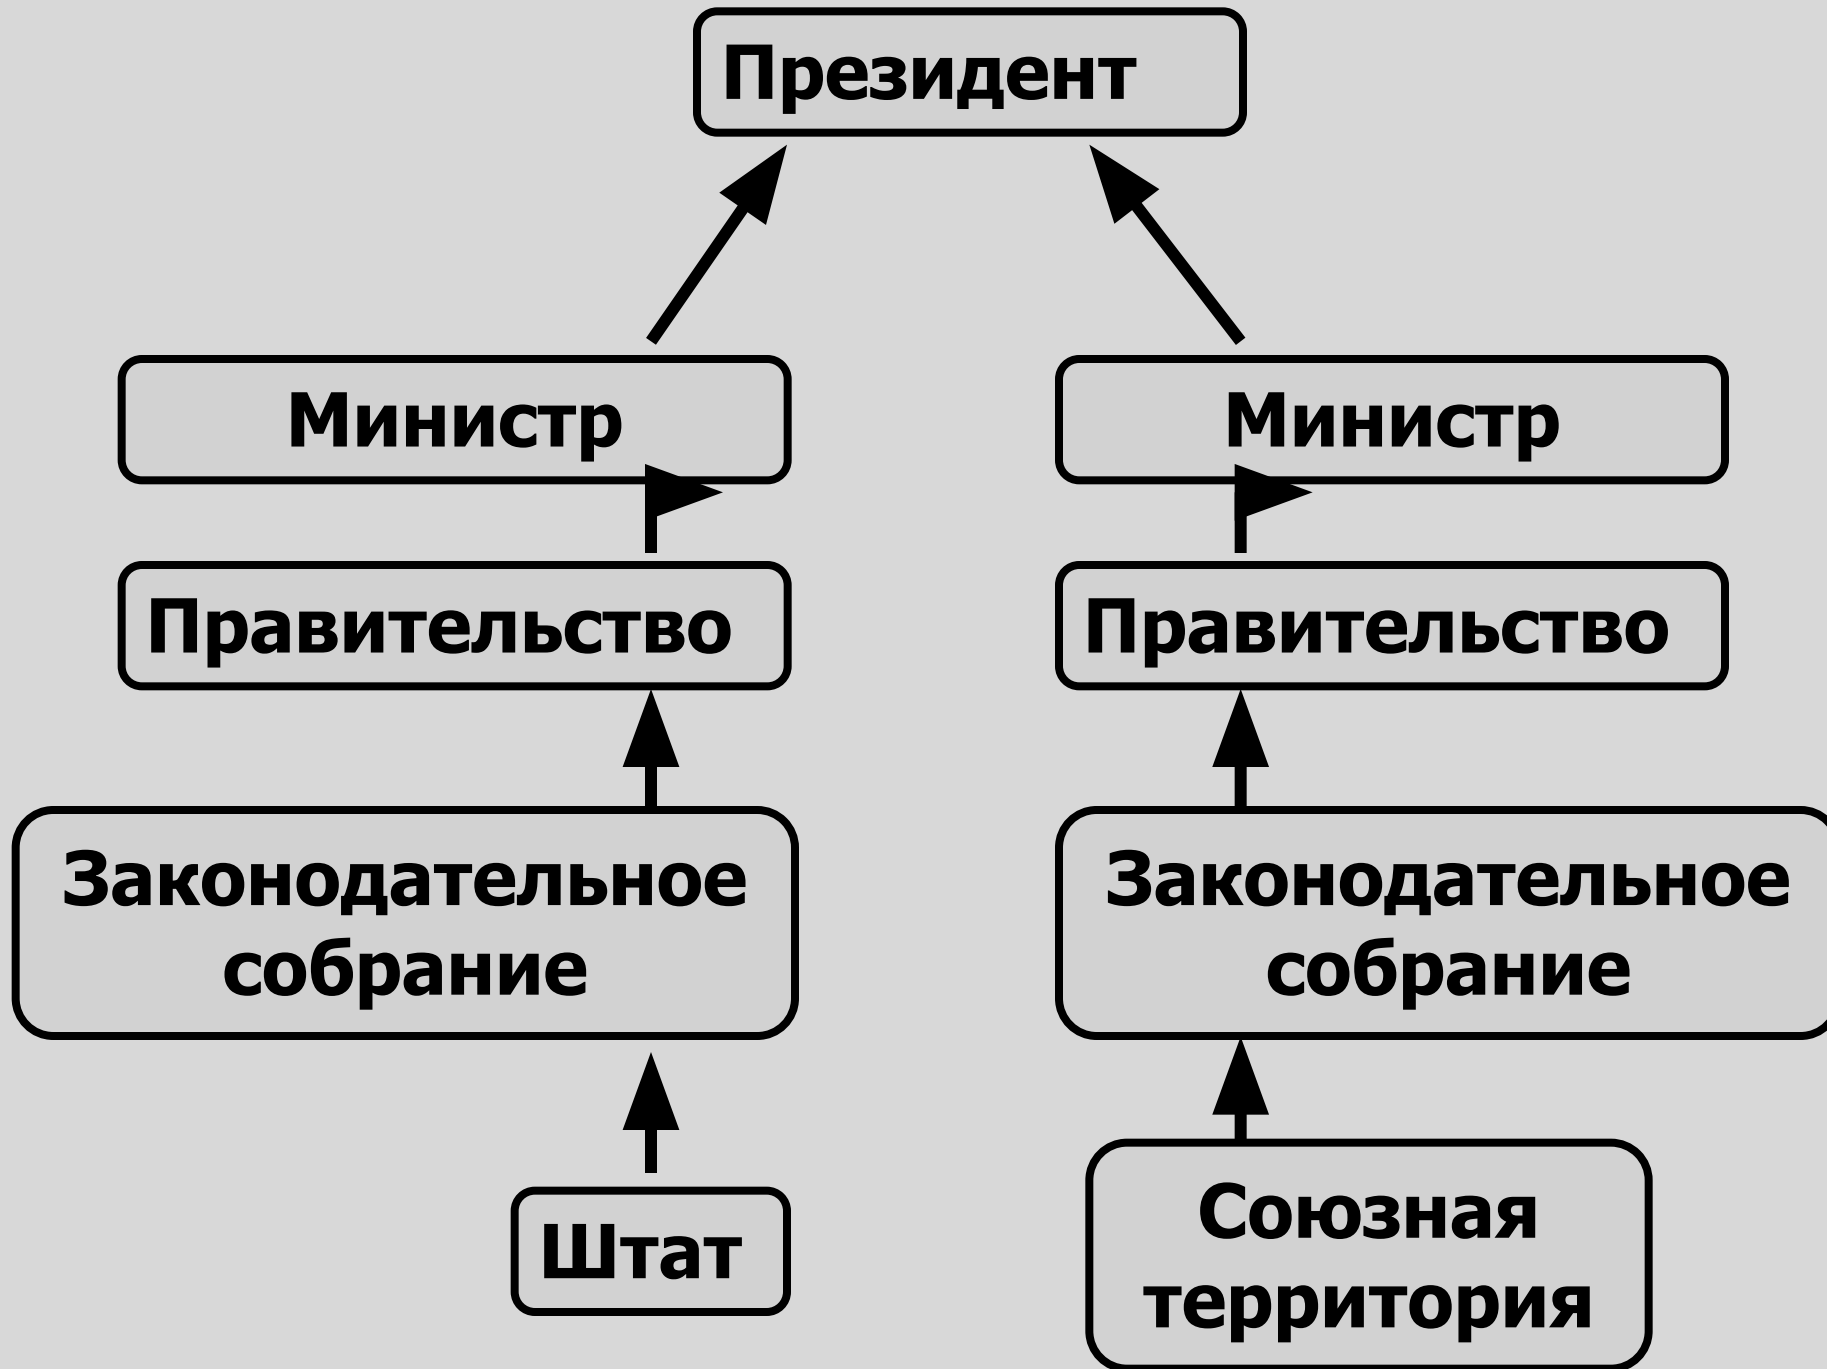 Президент
Министр
Министр
Правительство
Правительство
Законодательное
собрание
Законодательное
собрание
Штат
Союзная
территория